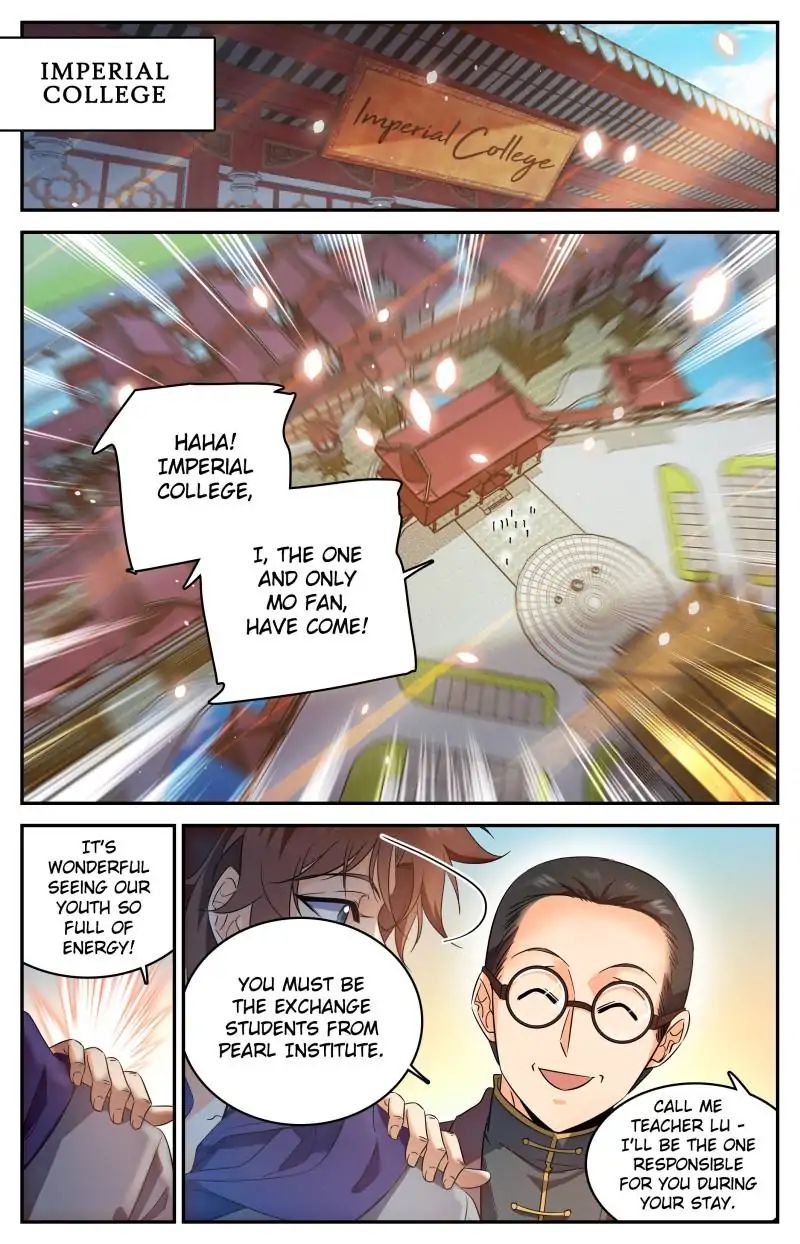 IMPERIAL
COLLEGE
Imperial College
HAHA!
IMPERIAL
COLLEGE,
I, THE ONE
AND ONLY
MO FAN,
HAVE COME!
IT'S
WONDERFUL
SEEING OUR
YOUTH SO
FULL OF
ENERGY!
YOU MUST BE
THE EXCHANGE
STUDENTS FROM
PEARL INSTITUTE.
CALL ME
TEACHER LU -
I'LL BE THE ONE
RESPONSIBLE
FOR YOU DURING
YOUR STAY.